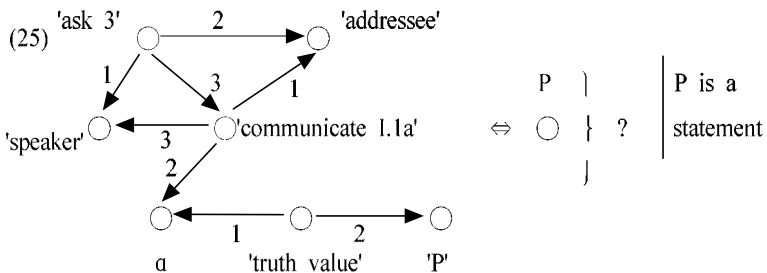 (25) 'ask 3' 2 'addressee'
1 3 1
'speaker' 3 'communicate I.1a' ⇔ P } ? P is a statement
2
1 2
α 'truth value' 'P'